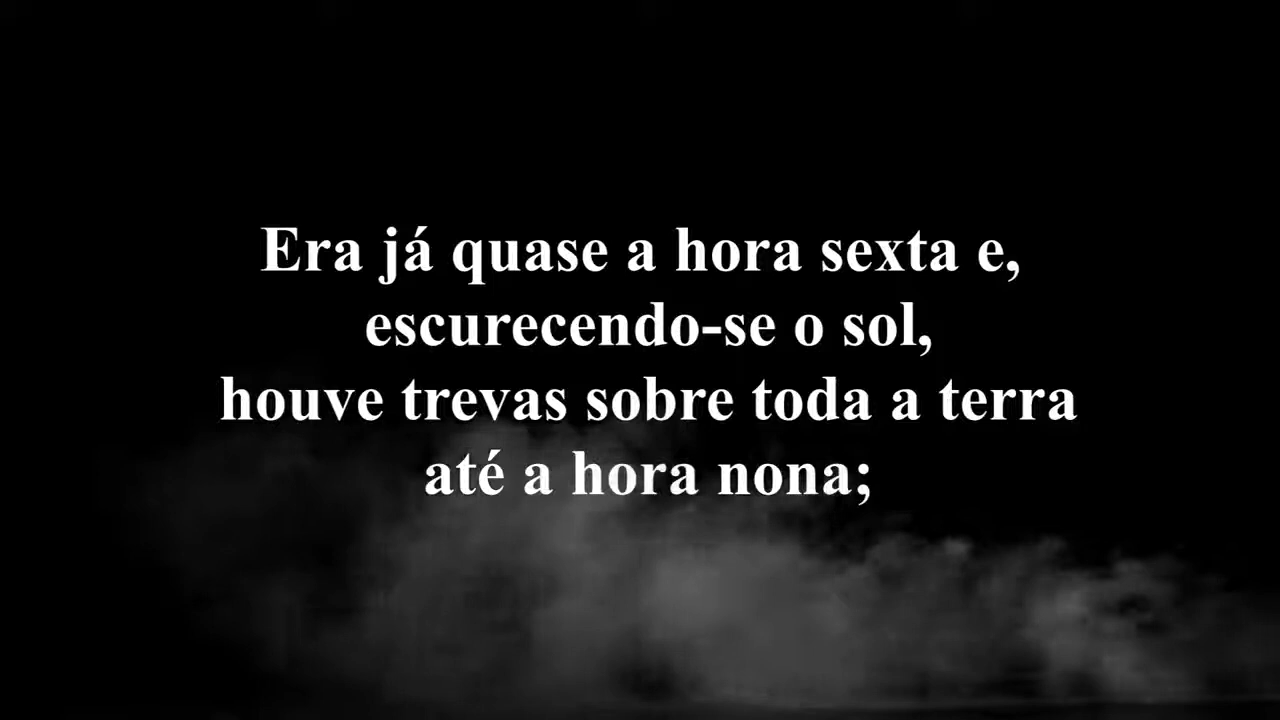 Era já quase a hora sexta e,
escurecendo-se o sol,
houve trevas sobre toda a terra
até a hora nona;